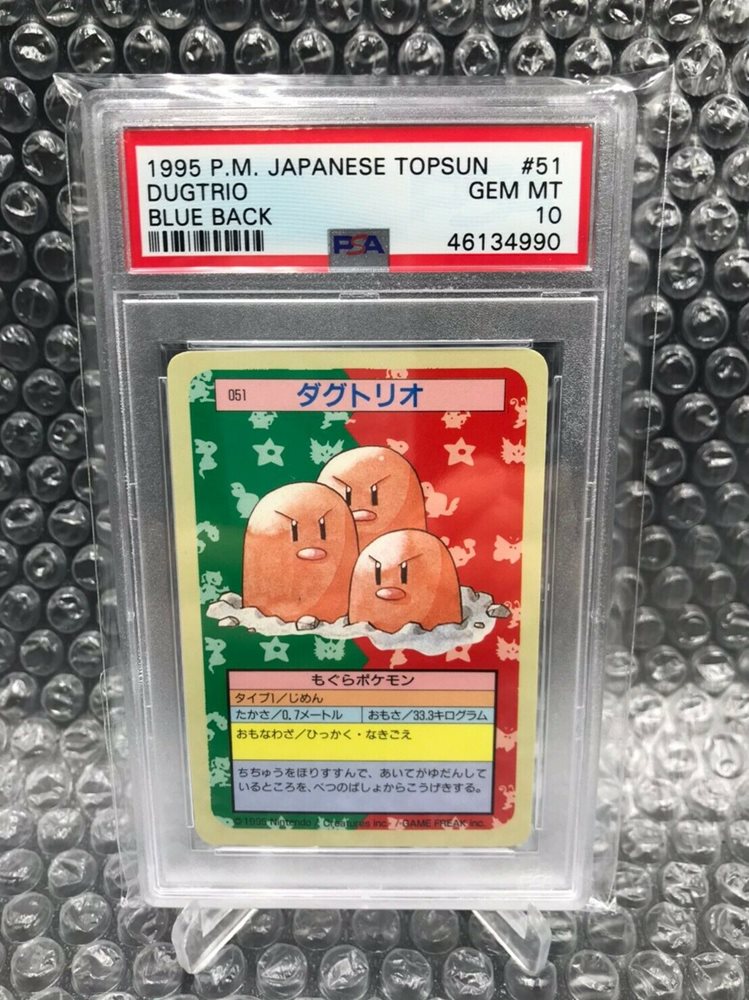 1995 P.M. JAPANESE TOPSUN #51
DUGTRIO GEM MT
BLUE BACK 10
PSA 46134990
051 ダグトリオ
もぐらポケモン
タイプ1/じめん
たかさ/0.7メートル おもさ/33.3キログラム
おもなわざ/ひっかく・なきごえ
ちちゅうをほりすすんで、あいてがゆだんして
いるところを、べつのばしょからこうげきする。
©1995 Nintendo / Creatures inc. / GAME FREAK inc.